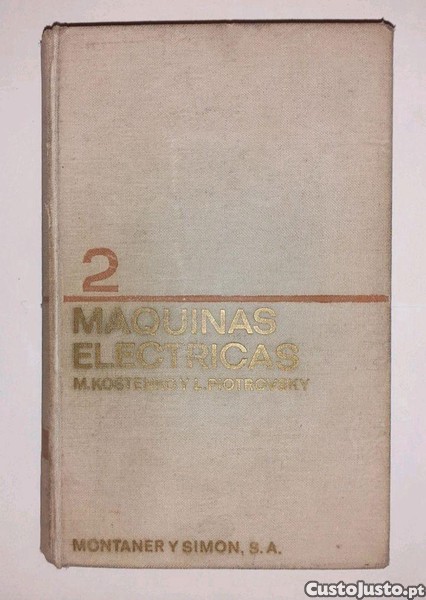 2
MAQUINAS
ELECTRICAS
M. KOSTENKO Y L. PIOTROVSKY
MONTANER Y SIMON, S. A.
CustoJusto.pt